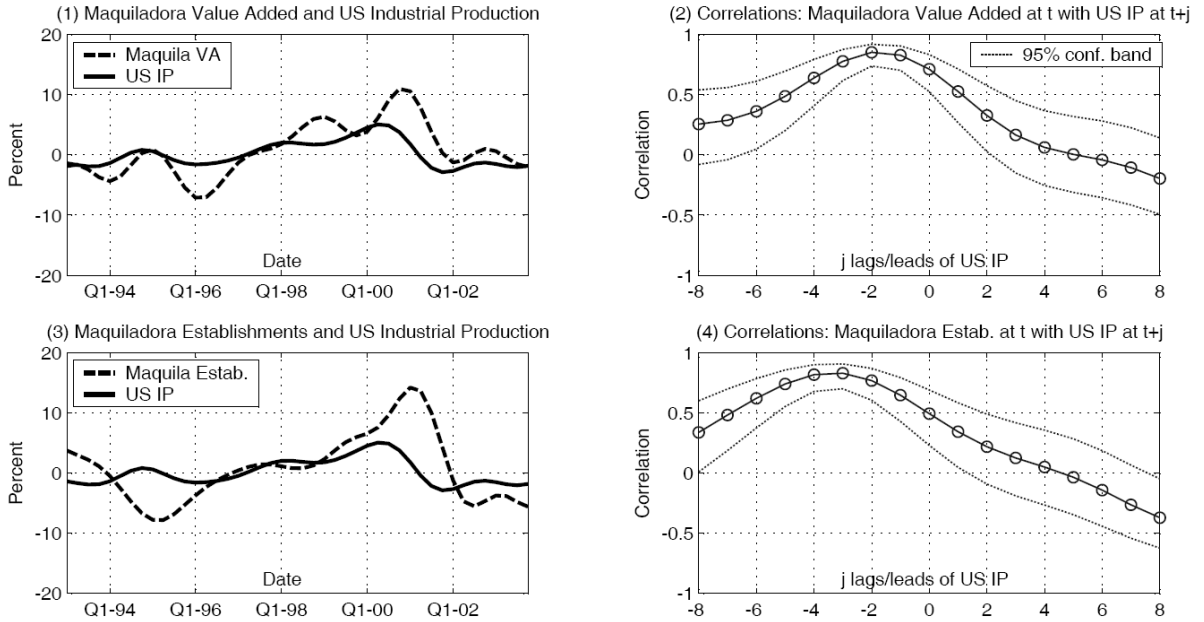 (1) Maquiladora Value Added and US Industrial Production
20
10
0
-10
-20
Percent
Maquila VA
US IP
Date
Q1-94 Q1-96 Q1-98 Q1-00 Q1-02
(2) Correlations: Maquiladora Value Added at t with US IP at t+j
1
0.5
0
-0.5
-1
Correlation
95% conf. band
j lags/leads of US IP
-8 -6 -4 -2 0 2 4 6 8
(3) Maquiladora Establishments and US Industrial Production
20
10
0
-10
-20
Percent
Maquila Estab.
US IP
Date
Q1-94 Q1-96 Q1-98 Q1-00 Q1-02
(4) Correlations: Maquiladora Estab. at t with US IP at t+j
1
0.5
0
-0.5
-1
Correlation
j lags/leads of US IP
-8 -6 -4 -2 0 2 4 6 8